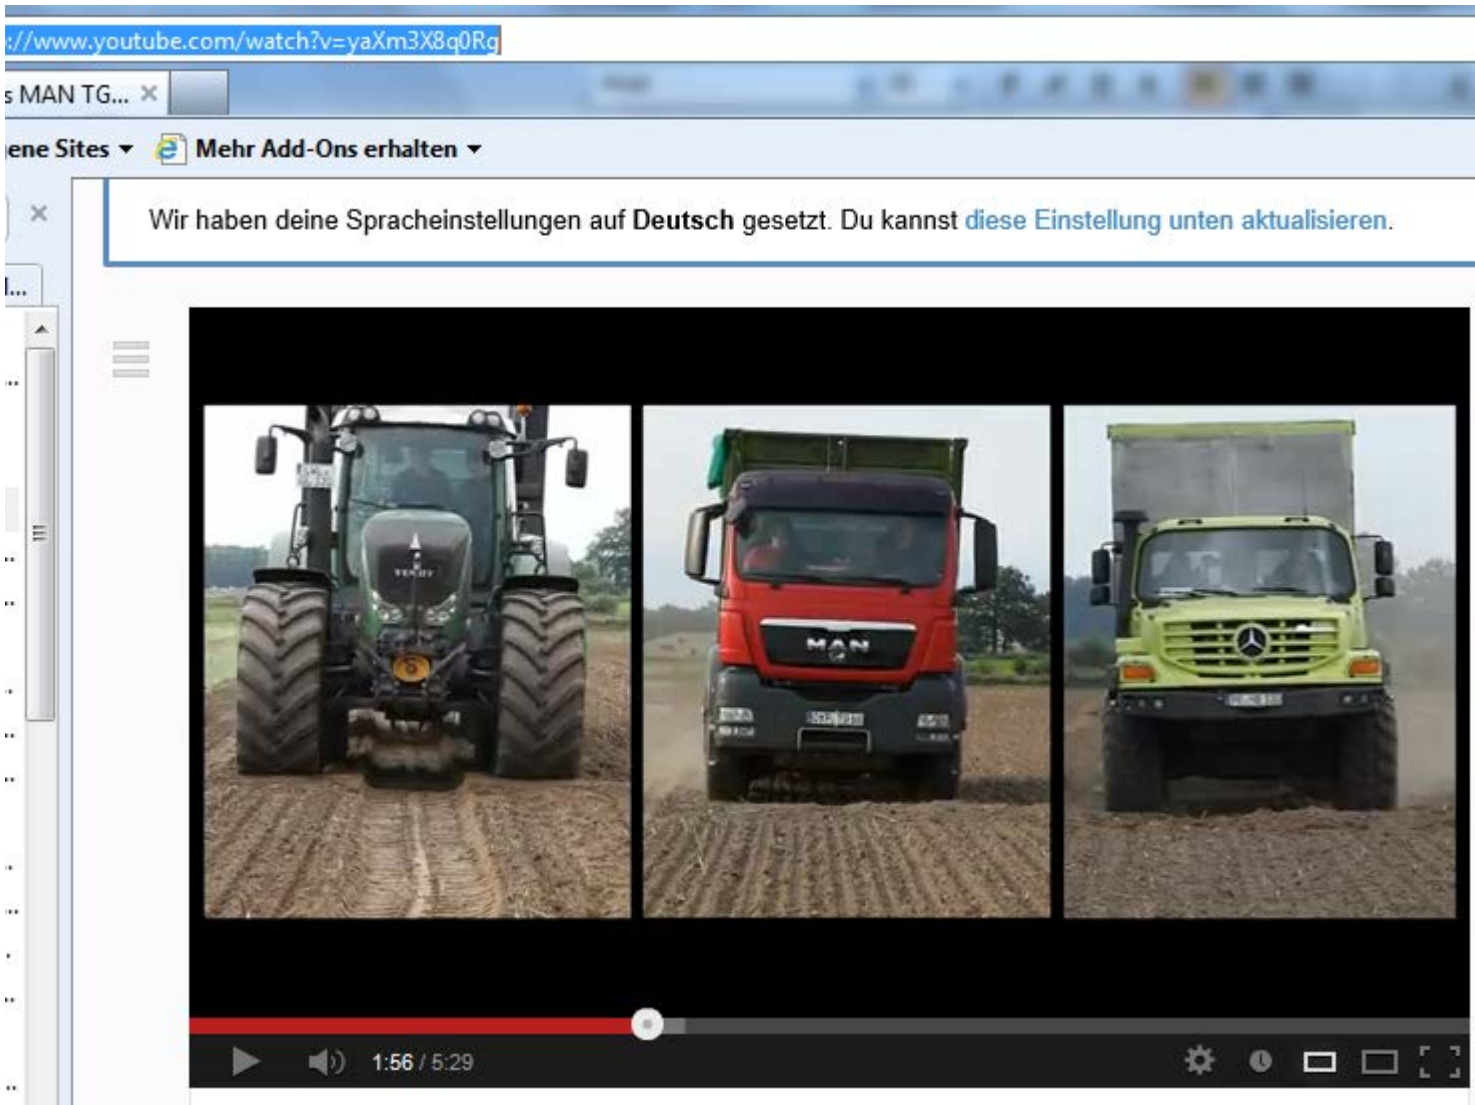 ://www.youtube.com/watch?v=yaXm3X8q0Rg
s MAN TG...
ene Sites Mehr Add-Ons erhalten
Wir haben deine Spracheinstellungen auf Deutsch gesetzt. Du kannst diese Einstellung unten aktualisieren.
FENDT
MAN
1:56 / 5:29